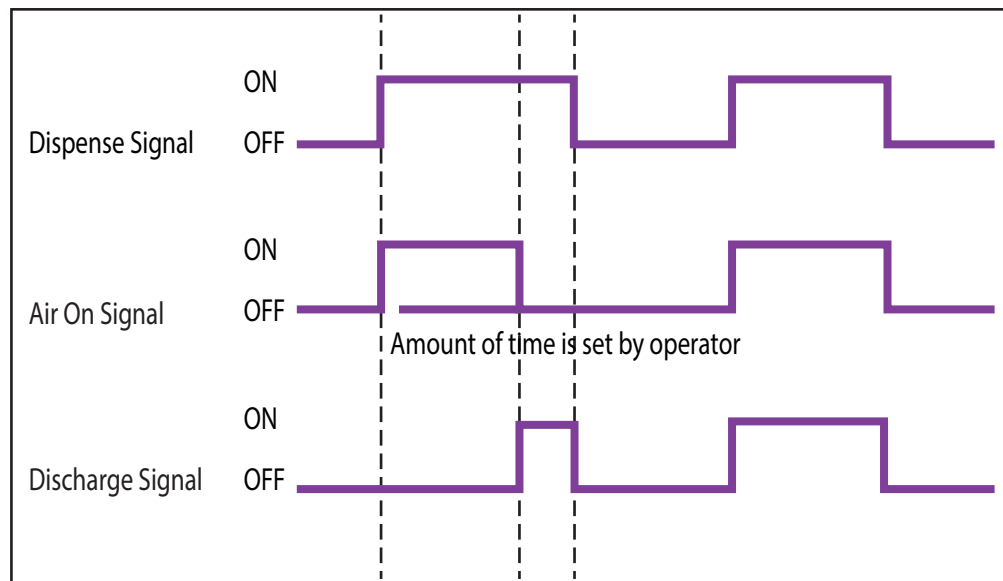 ON
Dispense Signal OFF
ON
Air On Signal OFF
Amount of time is set by operator
ON
Discharge Signal OFF